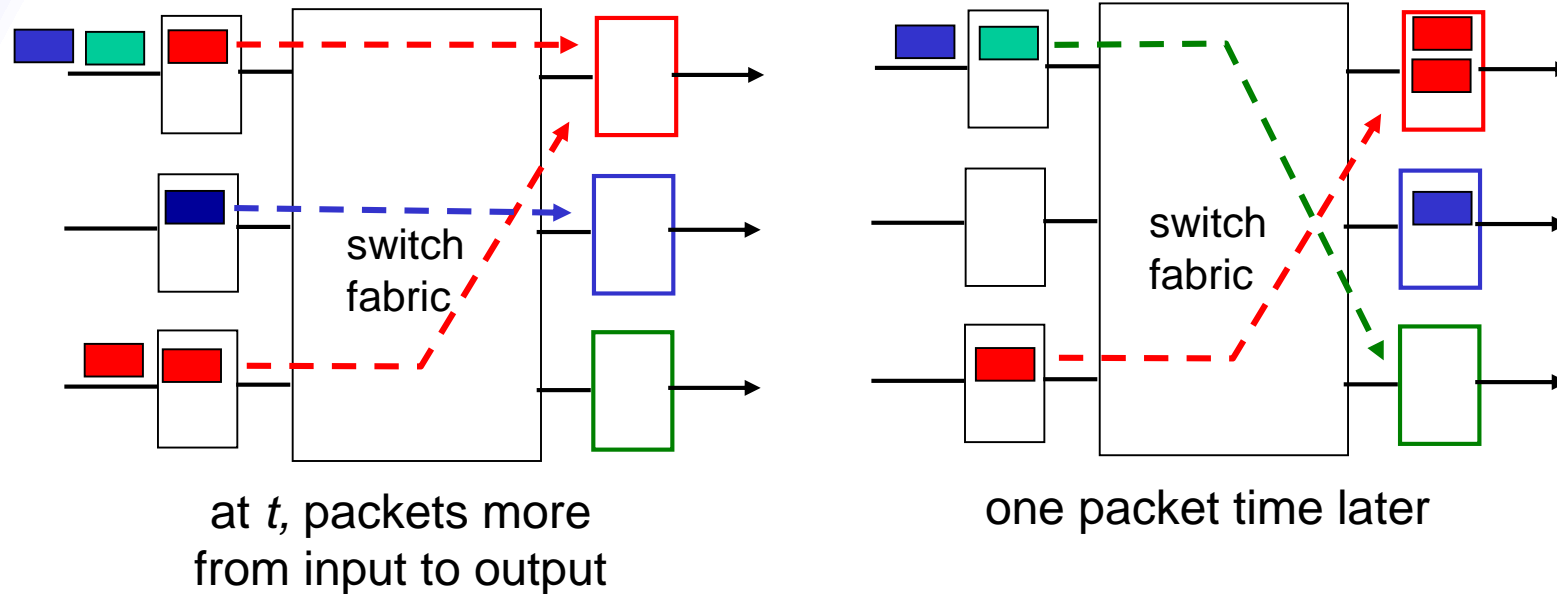 switch
fabric
at t, packets more
from input to output
switch
fabric
one packet time later